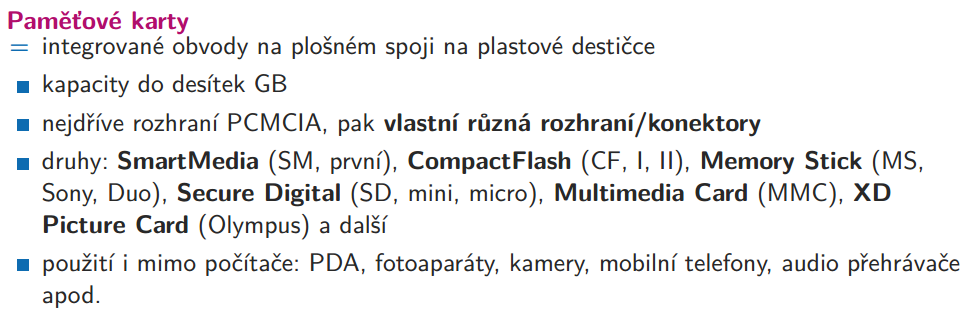 Paměťové karty
= integrované obvody na plošném spoji na plastové destičce
■ kapacity do desítek GB
■ nejdříve rozhraní PCMCIA, pak vlastní různá rozhraní/konektory
■ druhy: SmartMedia (SM, první), CompactFlash (CF, I, II), Memory Stick (MS,
Sony, Duo), Secure Digital (SD, mini, micro), Multimedia Card (MMC), XD
Picture Card (Olympus) a další
■ použití i mimo počítače: PDA, fotoaparáty, kamery, mobilní telefony, audio přehrávače
apod.